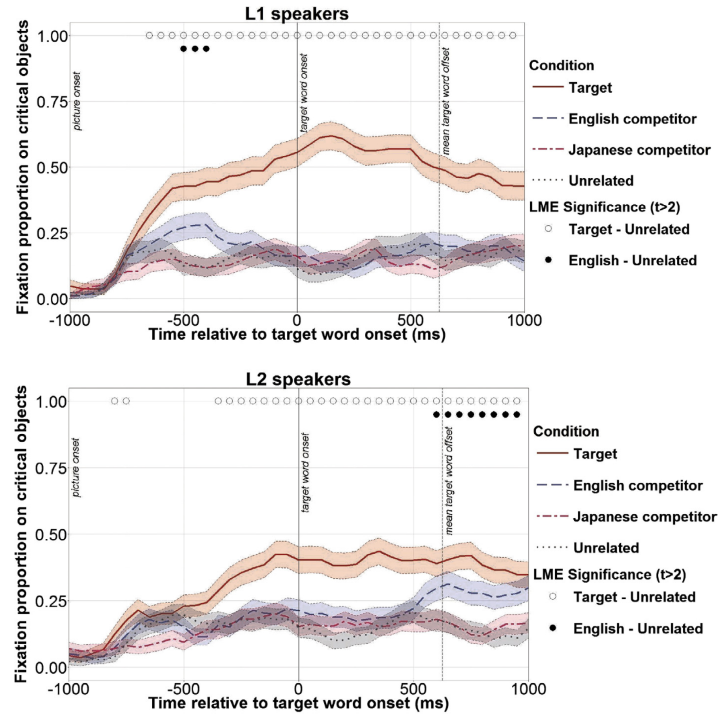 L1 speakers
Fixation proportion on critical objects
1.00
0.75
0.50
0.25
0.00
picture onset
target word onset
mean target word offset
-1000
-500
0
500
1000
Time relative to target word onset (ms)
Condition
Target
English competitor
Japanese competitor
Unrelated
LME Significance (t>2)
Target - Unrelated
English - Unrelated
L2 speakers
Fixation proportion on critical objects
1.00
0.75
0.50
0.25
0.00
picture onset
target word onset
mean target word offset
-1000
-500
0
500
1000
Time relative to target word onset (ms)
Condition
Target
English competitor
Japanese competitor
Unrelated
LME Significance (t>2)
Target - Unrelated
English - Unrelated